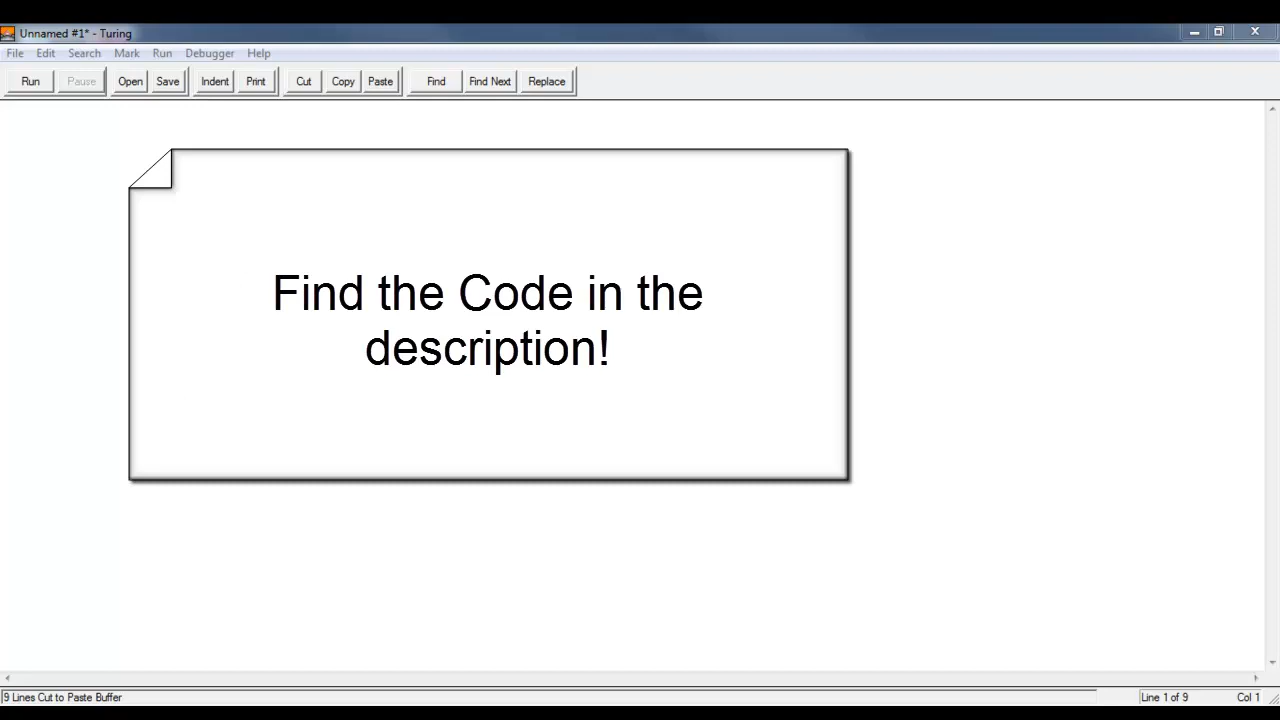 Unnamed #1* - Turing
File Edit Search Mark Run Debugger Help
Run Pause Open Save Indent Print Cut Copy Paste Find Find Next Replace
Find the Code in the
description!
9 Lines Cut to Paste Buffer Line 1 of 9 Col 1